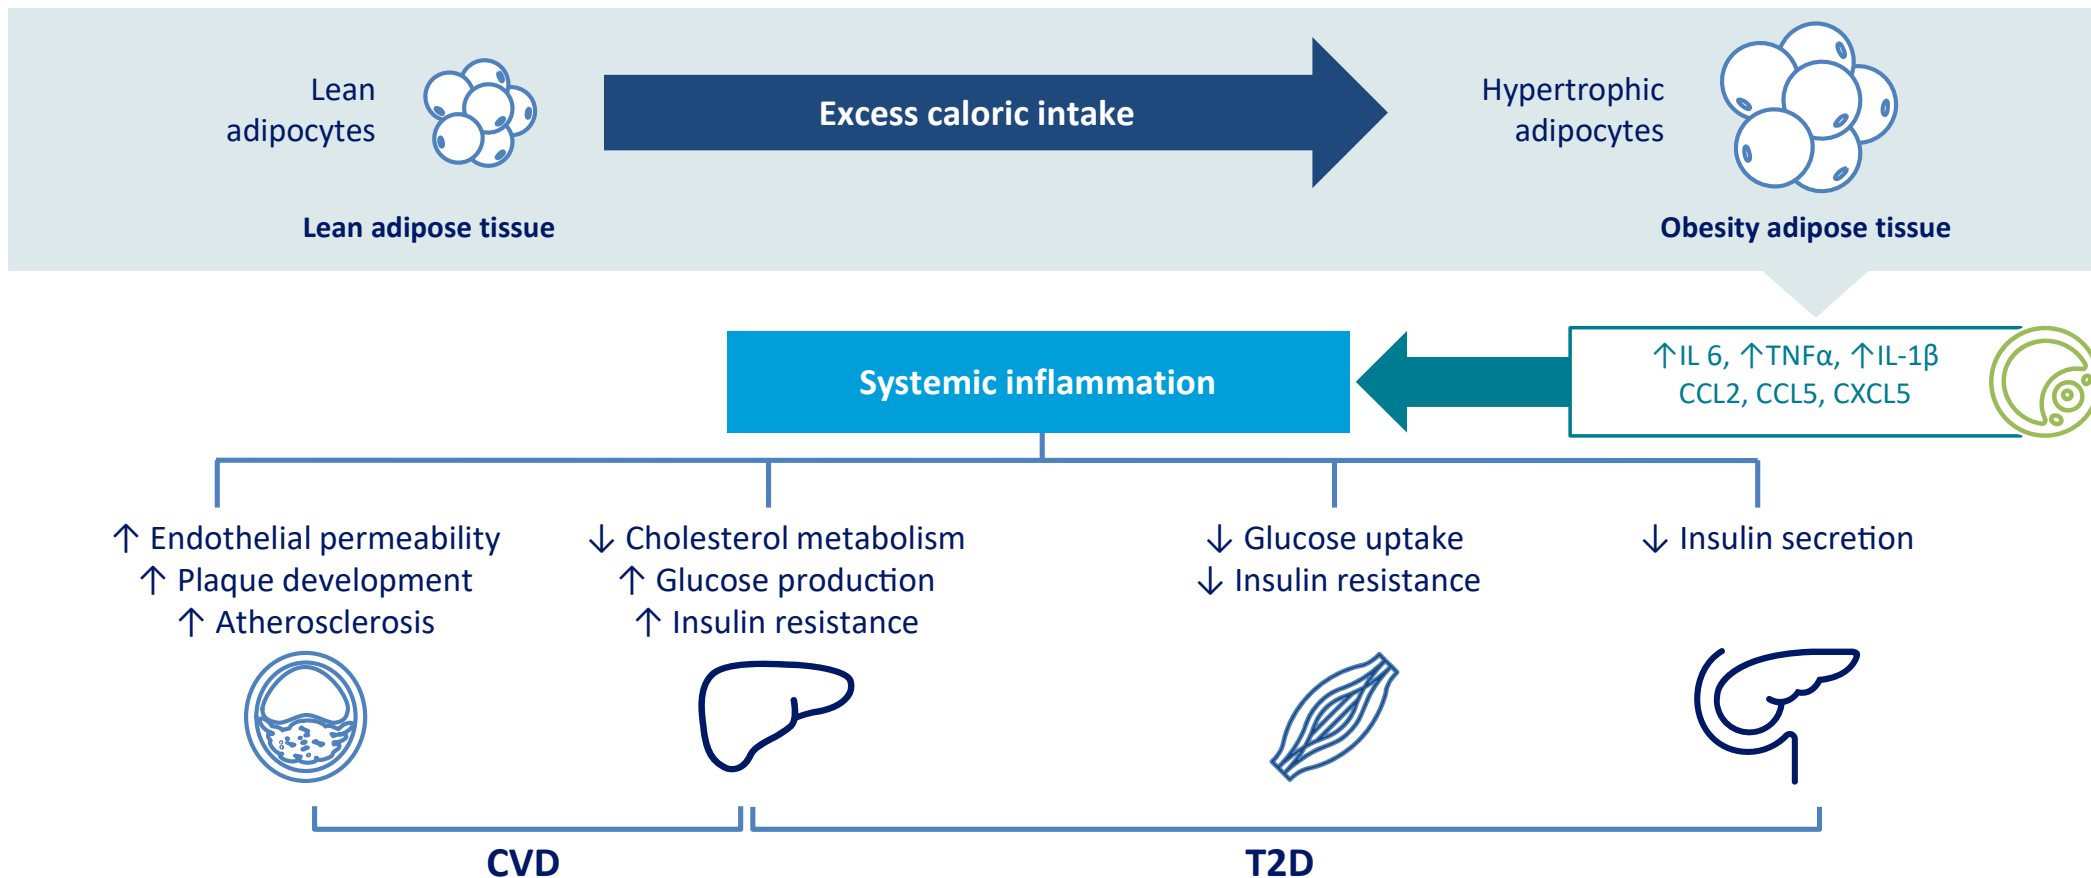 Lean
adipocytes
Excess caloric intake
Hypertrophic
adipocytes
Lean adipose tissue
Obesity adipose tissue
Systemic inflammation
↑IL 6, ↑TNFα, ↑IL-1β
CCL2, CCL5, CXCL5
↑ Endothelial permeability
↑ Plaque development
↑ Atherosclerosis
↓ Cholesterol metabolism
↑ Glucose production
↑ Insulin resistance
↓ Glucose uptake
↓ Insulin resistance
↓ Insulin secretion
CVD
T2D